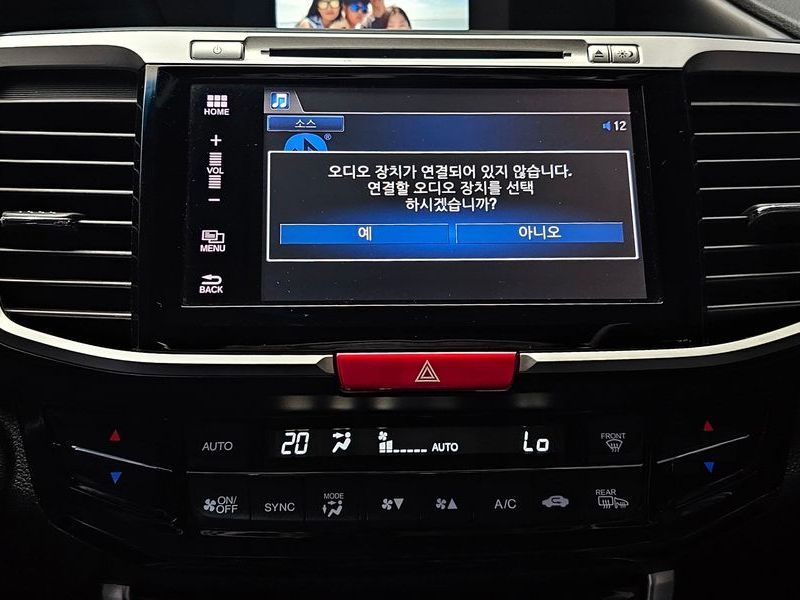 HOME
소스
®
12
+
VOL
−
오디오 장치가 연결되어 있지 않습니다.
연결할 오디오 장치를 선택
하시겠습니까?
예
아니오
MENU
BACK
AUTO
20
AUTO
Lo
FRONT
ON/
OFF
SYNC
MODE
A/C
REAR